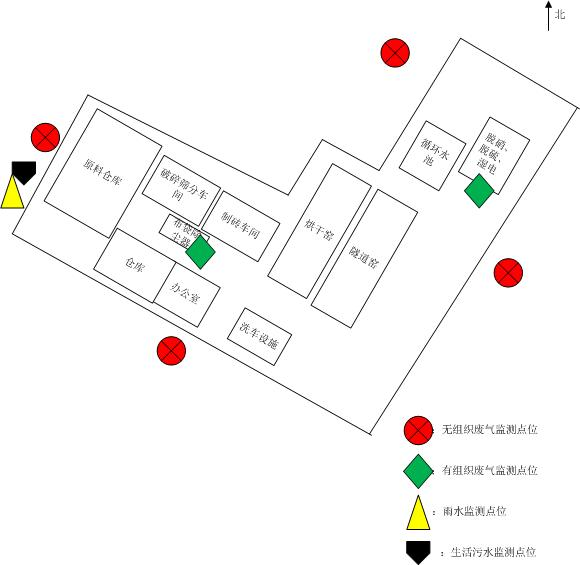 北
脱硝、
脱硫、
湿电
循环水
池
原料仓库
破碎筛分车
间
制砖车间
布袋除
尘器
烘干窑
隧道窑
仓库
办公室
洗车设施
：无组织废气监测点位
：有组织废气监测点位
：雨水监测点位
：生活污水监测点位